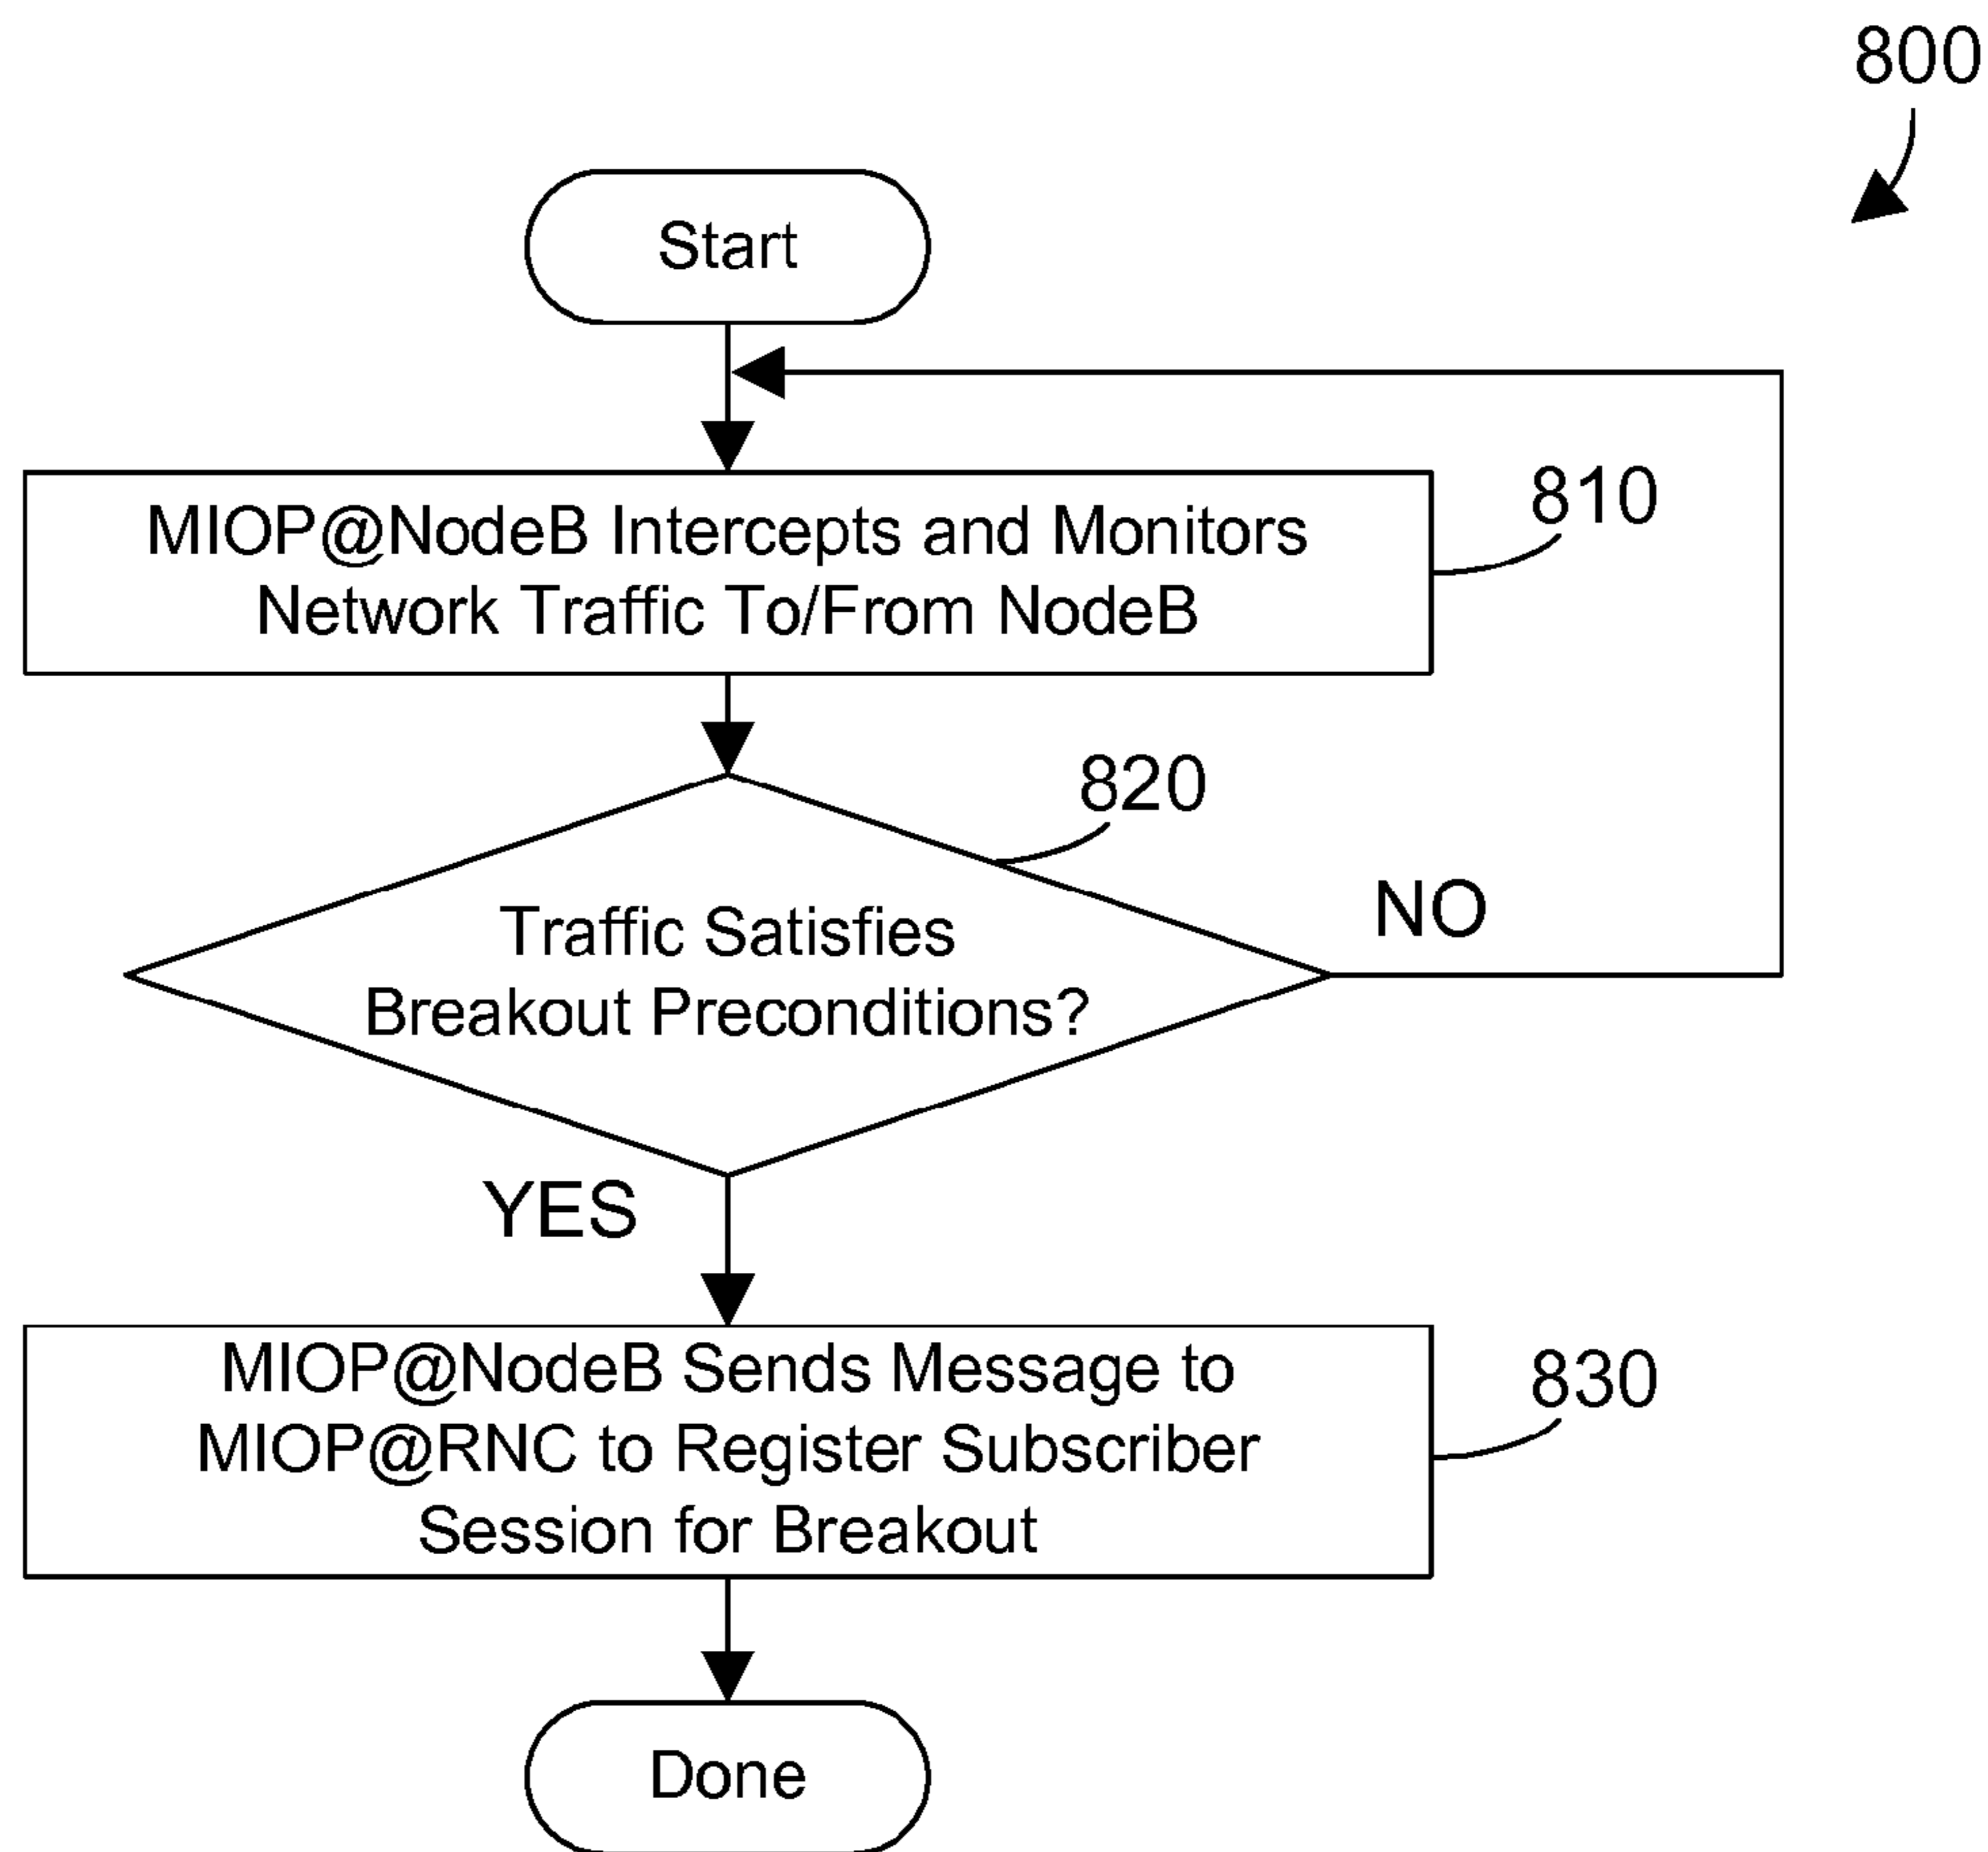 800
Start
MIOP@NodeB Intercepts and Monitors
Network Traffic To/From NodeB
810
820
Traffic Satisfies
Breakout Preconditions?
NO
YES
MIOP@NodeB Sends Message to
MIOP@RNC to Register Subscriber
Session for Breakout
830
Done